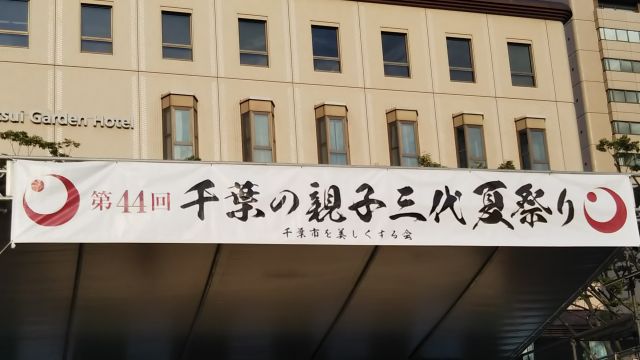 tsui Garden Hotel
第44回 千葉の親子三代夏祭り
千葉市を美しくする会